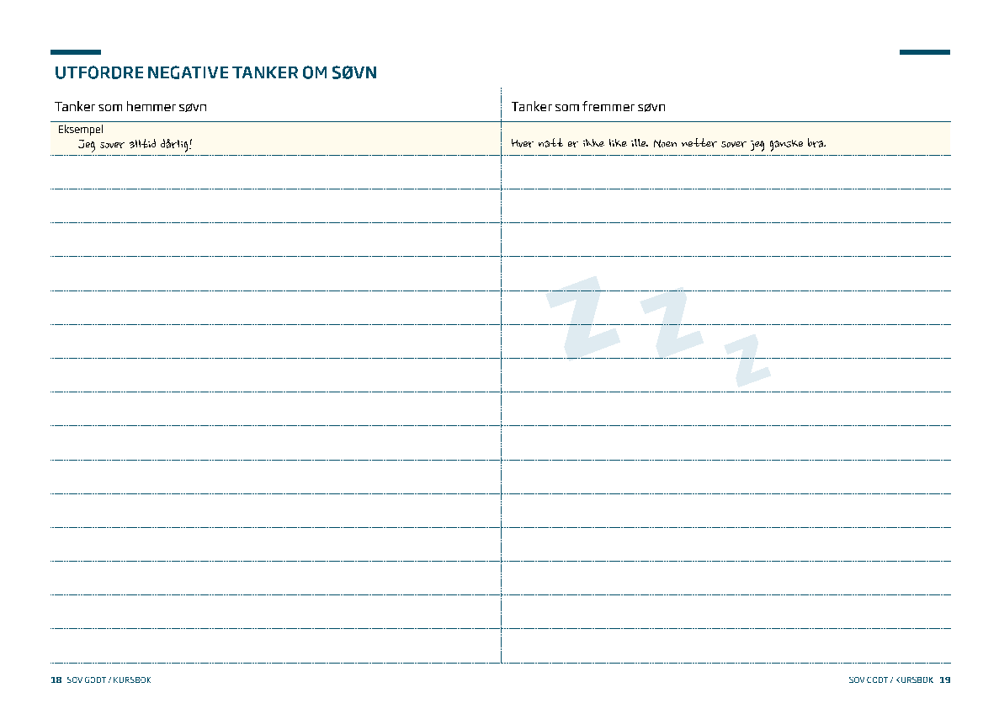 UTFORDRE NEGATIVE TANKER OM SØVN
Tanker som hemmer søvn
Tanker som fremmer søvn
Eksempel
Jeg sover alltid dårlig!
Hver natt er ikke like ille. Noen netter sover jeg ganske bra.
z z z
18 SOV GODT / KURSBOK
SOV GODT / KURSBOK 19